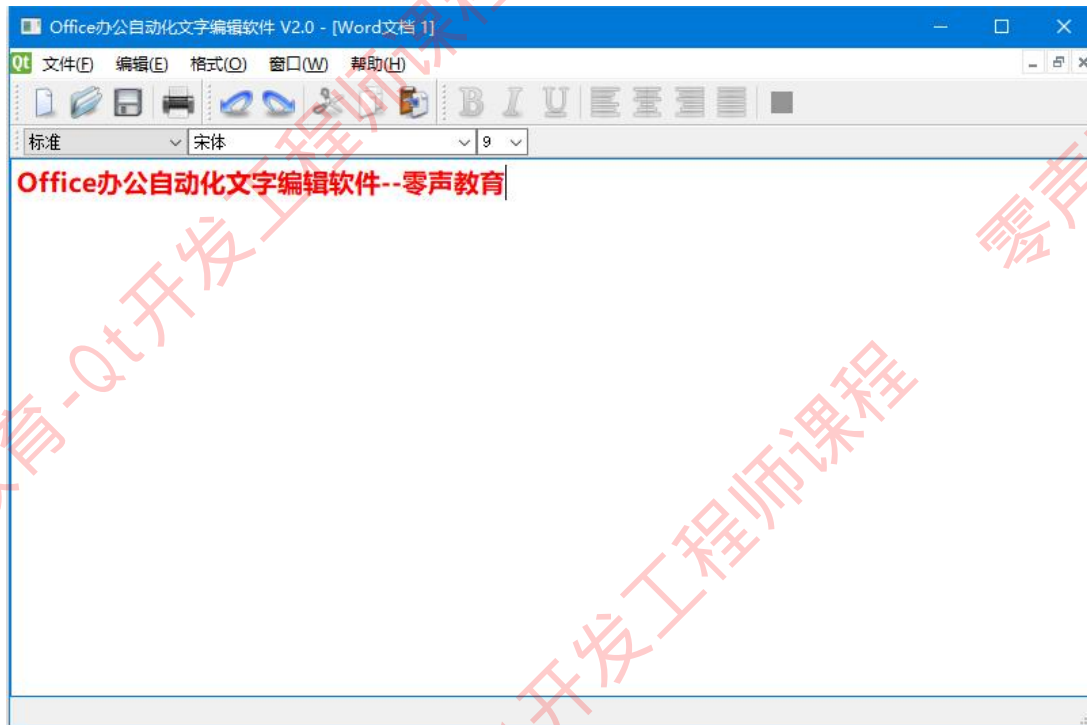 Office办公自动化文字编辑软件 V2.0 - [Word文档 1]
Qt 文件(F) 编辑(E) 格式(O) 窗口(W) 帮助(H)
B I U
标准 宋体 9
Office办公自动化文字编辑软件--零声教育
教育-Qt开发工程师课程
开发工程师课程
零声